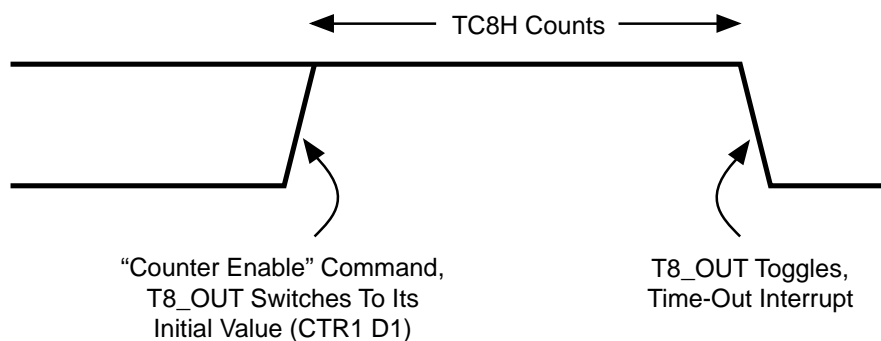 TC8H Counts
“Counter Enable” Command,
T8_OUT Switches To Its
Initial Value (CTR1 D1)
T8_OUT Toggles,
Time-Out Interrupt